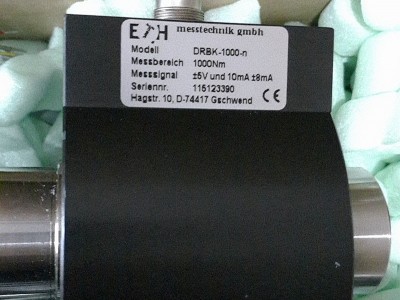 ETH messtechnik gmbh
Modell DRBK-1000-n
Messbereich 1000Nm
Messsignal ±5V und 10mA ±8mA
Seriennr. 115123390
Hagstr. 10, D-74417 Gschwend CE